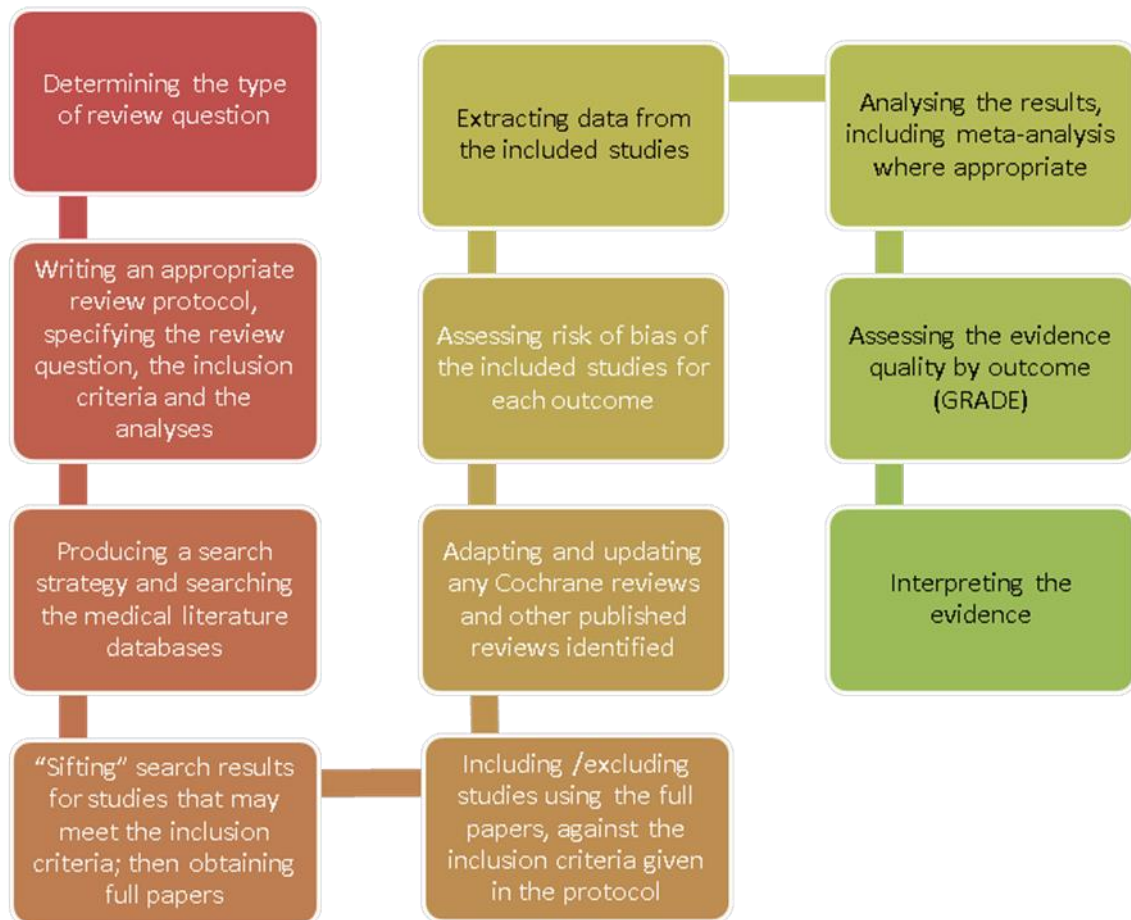 Determining the type
of review question
Writing an appropriate
review protocol,
specifying the review
question, the inclusion
criteria and the
analyses
Producing a search
strategy and searching
the medical literature
databases
“Sifting” search results
for studies that may
meet the inclusion
criteria; then obtaining
full papers
Including /excluding
studies using the full
papers, against the
inclusion criteria given
in the protocol
Adapting and updating
any Cochrane reviews
and other published
reviews identified
Assessing risk of bias of
the included studies for
each outcome
Extracting data from
the included studies
Analysing the results,
including meta-analysis
where appropriate
Assessing the evidence
quality by outcome
(GRADE)
Interpreting the
evidence